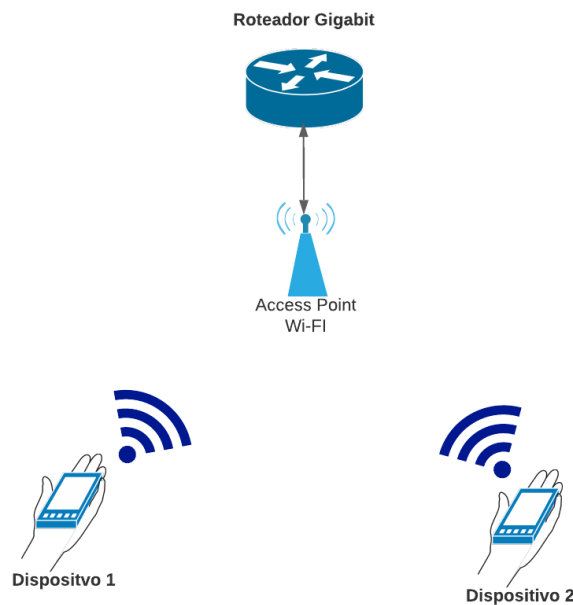 Roteador Gigabit
Access Point
Wi-FI
Dispositvo 1
Dispositivo 2